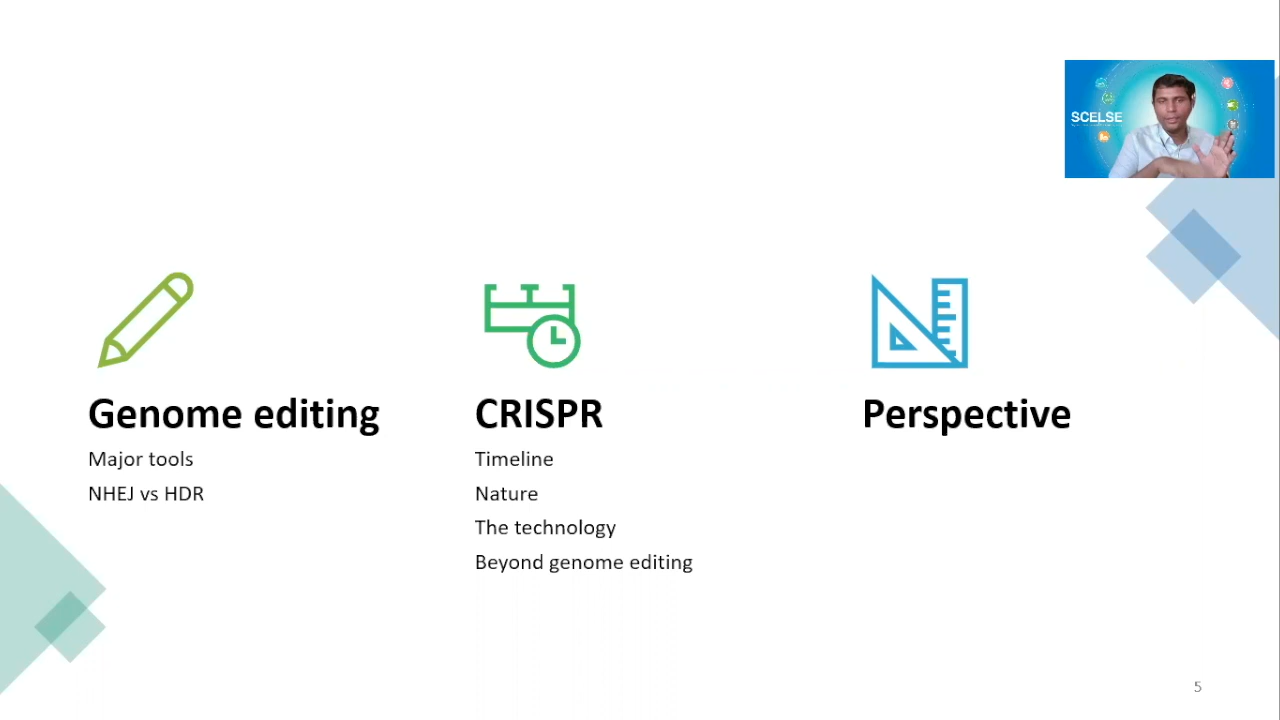 SCELSE
Genome editing
Major tools
NHEJ vs HDR
CRISPR
Timeline
Nature
The technology
Beyond genome editing
Perspective
5